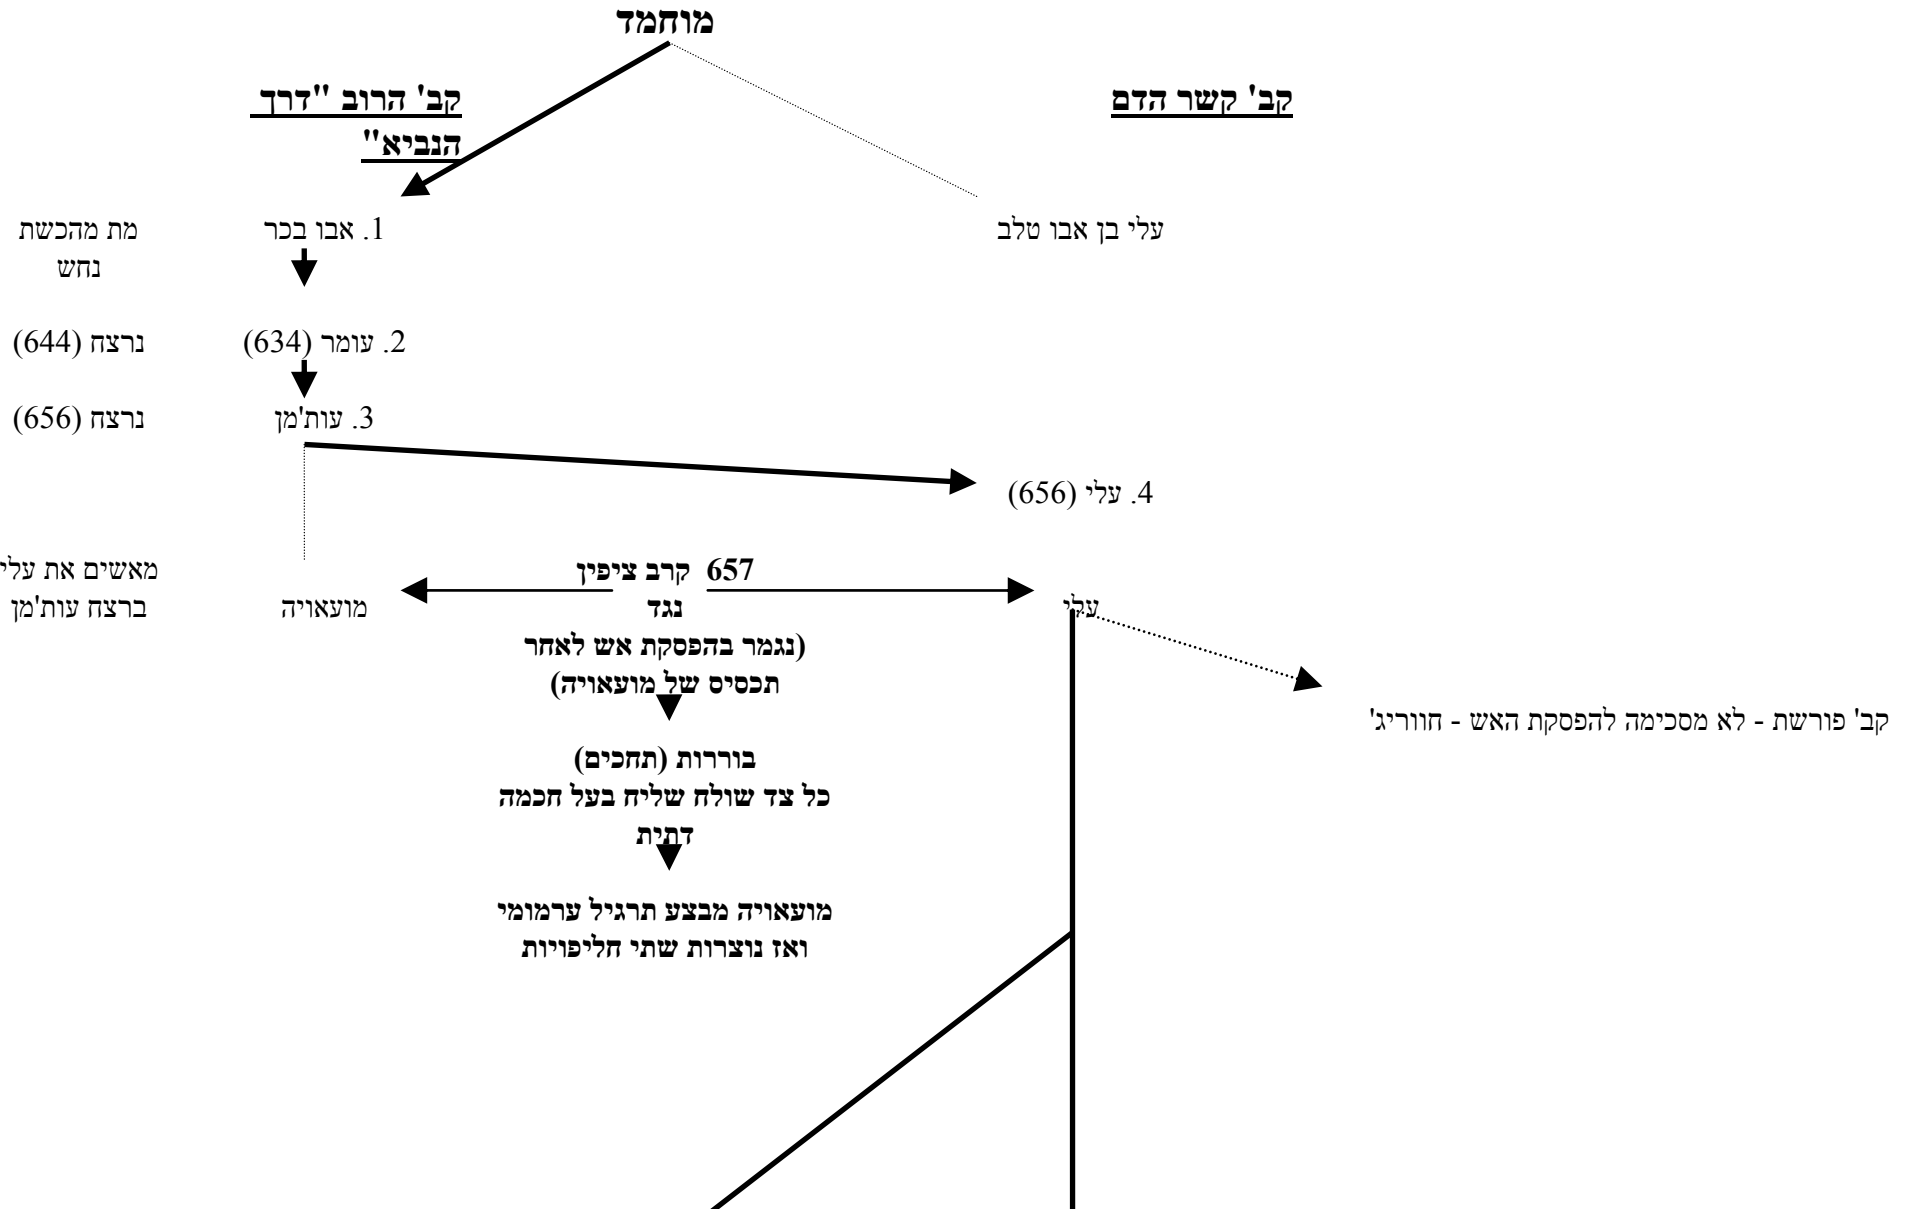 מוחמד
קב' קשר הדם
קב' הרוב "דרך
הנביא"
עלי בן אבו טלב
1. אבו בכר
מת מהכשת
נחש
2. עומר (634)
נרצח (644)
3. עות'מן
נרצח (656)
4. עלי (656)
657 קרב ציפין
נגד
(נגמר בהפסקת אש לאחר
תכסיס של מועאויה)
עלי
מועאויה
מאשים את עלי
ברצח עות'מן
קב' פורשת - לא מסכימה להפסקת האש - חווריג'
בוררות (תחכים)
כל צד שולח שליח בעל חכמה
דתית
מועאויה מבצע תרגיל ערמומי
ואז נוצרות שתי חליפויות